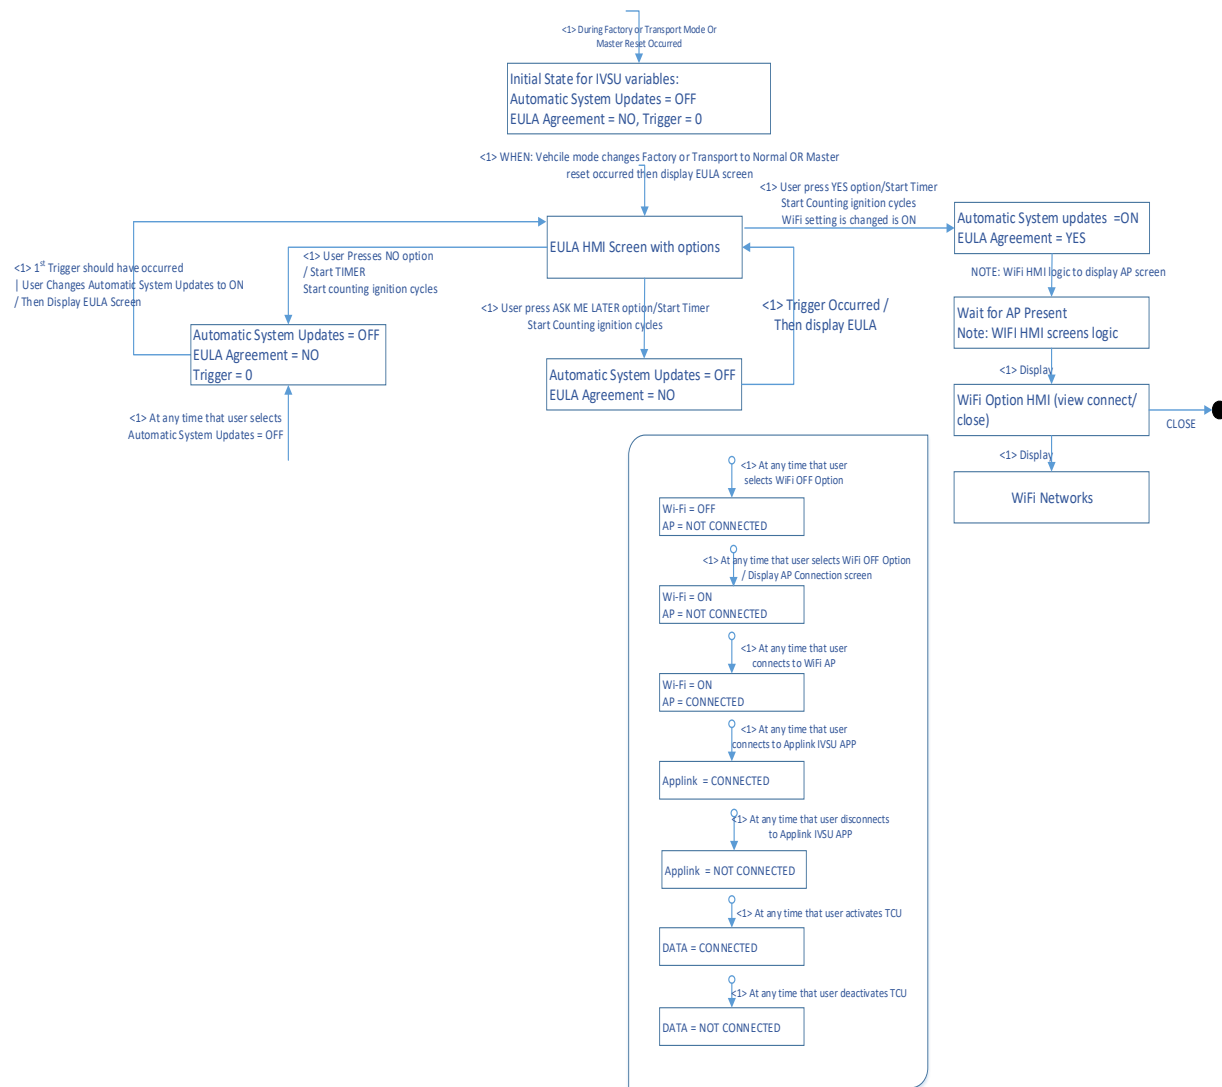 <1> During Factory or Transport Mode Or
Master Reset Occurred
Initial State for IVSU variables:
Automatic System Updates = OFF
EULA Agreement = NO, Trigger = 0
<1> WHEN: Vehcile mode changes Factory or Transport to Normal OR Master
reset occurred then display EULA screen
<1> User press YES option/Start Timer
Start Counting ignition cycles
WiFi setting is changed is ON
EULA HMI Screen with options
Automatic System updates =ON
EULA Agreement = YES
<1> 1st Trigger should have occurred
| User Changes Automatic System Updates to ON
/ Then Display EULA Screen
<1> User Presses NO option
/ Start TIMER
Start counting ignition cycles
<1> User press ASK ME LATER option/Start Timer
Start Counting ignition cycles
<1> Trigger Occurred /
Then display EULA
NOTE: WiFi HMI logic to display AP screen
Wait for AP Present
Note: WIFI HMI screens logic
Automatic System Updates = OFF
EULA Agreement = NO
Trigger = 0
Automatic System Updates = OFF
EULA Agreement = NO
<1> Display
WiFi Option HMI (view connect/
close)
CLOSE
<1> At any time that user selects
Automatic System Updates = OFF
<1> Display
WiFi Networks
<1> At any time that user
selects WiFi OFF Option
Wi-Fi = OFF
AP = NOT CONNECTED
<1> At any time that user selects WiFi OFF Option
/ Display AP Connection screen
Wi-Fi = ON
AP = NOT CONNECTED
<1> At any time that user
connects to WiFi AP
Wi-Fi = ON
AP = CONNECTED
<1> At any time that user
connects to Applink IVSU APP
Applink = CONNECTED
<1> At any time that user disconnects
to Applink IVSU APP
Applink = NOT CONNECTED
<1> At any time that user activates TCU
DATA = CONNECTED
<1> At any time that user deactivates TCU
DATA = NOT CONNECTED